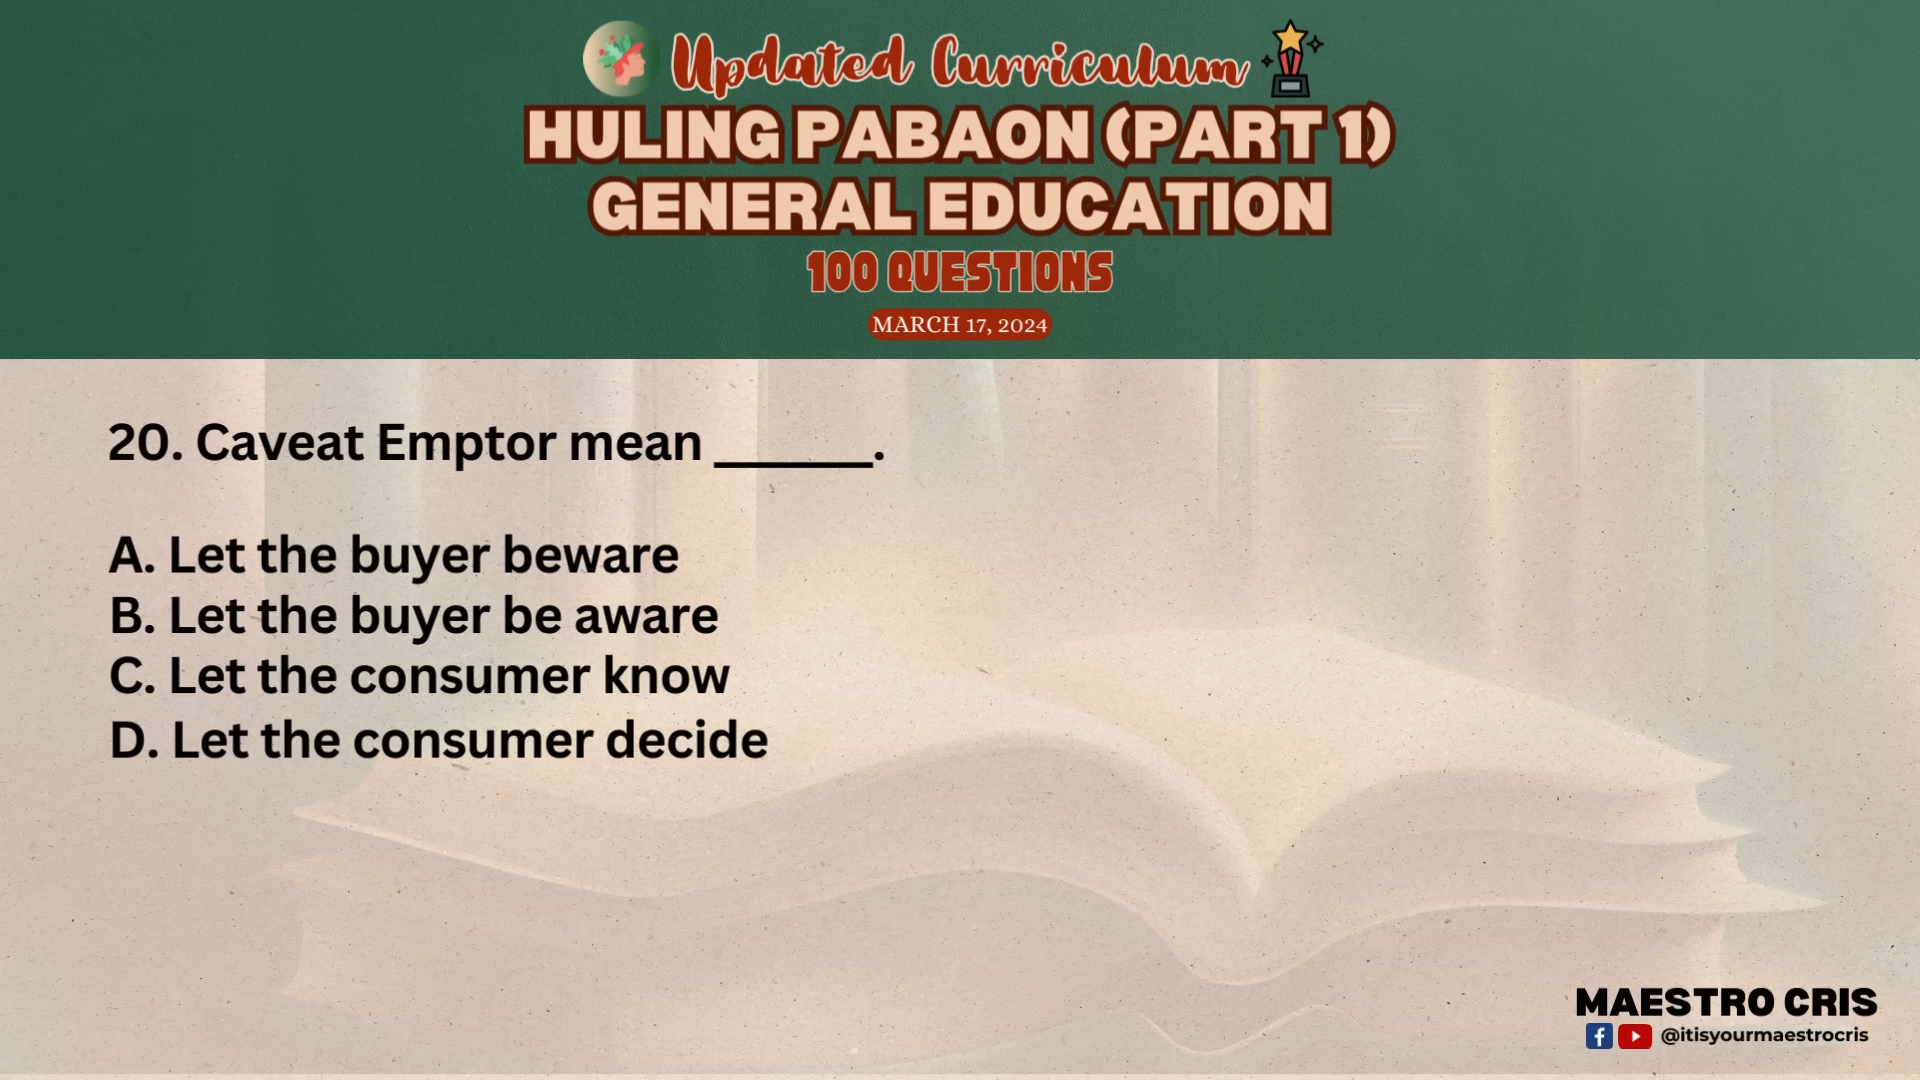 Updated Curriculum
HULING PABAON (PART 1)
GENERAL EDUCATION
100 QUESTIONS
MARCH 17, 2024
20. Caveat Emptor mean ______.
A. Let the buyer beware
B. Let the buyer be aware
C. Let the consumer know
D. Let the consumer decide
MAESTRO CRIS
@itisyourmaestrocris